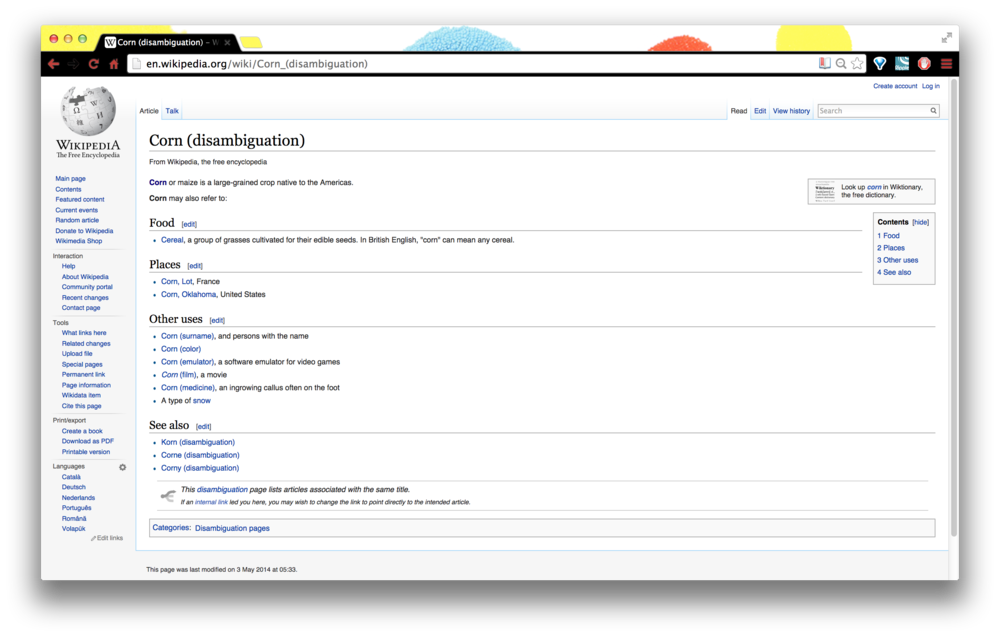 Corn (disambiguation) – W
en.wikipedia.org/wiki/Corn_(disambiguation)
Create account Log in
WIKIPEDIA
The Free Encyclopedia
Article Talk
Read Edit View history Search
Main page
Contents
Featured content
Current events
Random article
Donate to Wikipedia
Wikimedia Shop
Interaction
Help
About Wikipedia
Community portal
Recent changes
Contact page
Tools
What links here
Related changes
Upload file
Special pages
Permanent link
Page information
Wikidata item
Cite this page
Print/export
Create a book
Download as PDF
Printable version
Languages
Català
Deutsch
Nederlands
Português
Română
Volapük
Edit links
Corn (disambiguation)
From Wikipedia, the free encyclopedia
Corn or maize is a large-grained crop native to the Americas.
Corn may also refer to:
Look up corn in Wiktionary,
the free dictionary.
Contents [hide]
1 Food
2 Places
3 Other uses
4 See also
Food [edit]
• Cereal, a group of grasses cultivated for their edible seeds. In British English, "corn" can mean any cereal.
Places [edit]
• Corn, Lot, France
• Corn, Oklahoma, United States
Other uses [edit]
• Corn (surname), and persons with the name
• Corn (color)
• Corn (emulator), a software emulator for video games
• Corn (film), a movie
• Corn (medicine), an ingrowing callus often on the foot
• A type of snow
See also [edit]
• Korn (disambiguation)
• Corne (disambiguation)
• Corny (disambiguation)
This disambiguation page lists articles associated with the same title.
If an internal link led you here, you may wish to change the link to point directly to the intended article.
Categories: Disambiguation pages
This page was last modified on 3 May 2014 at 05:33.